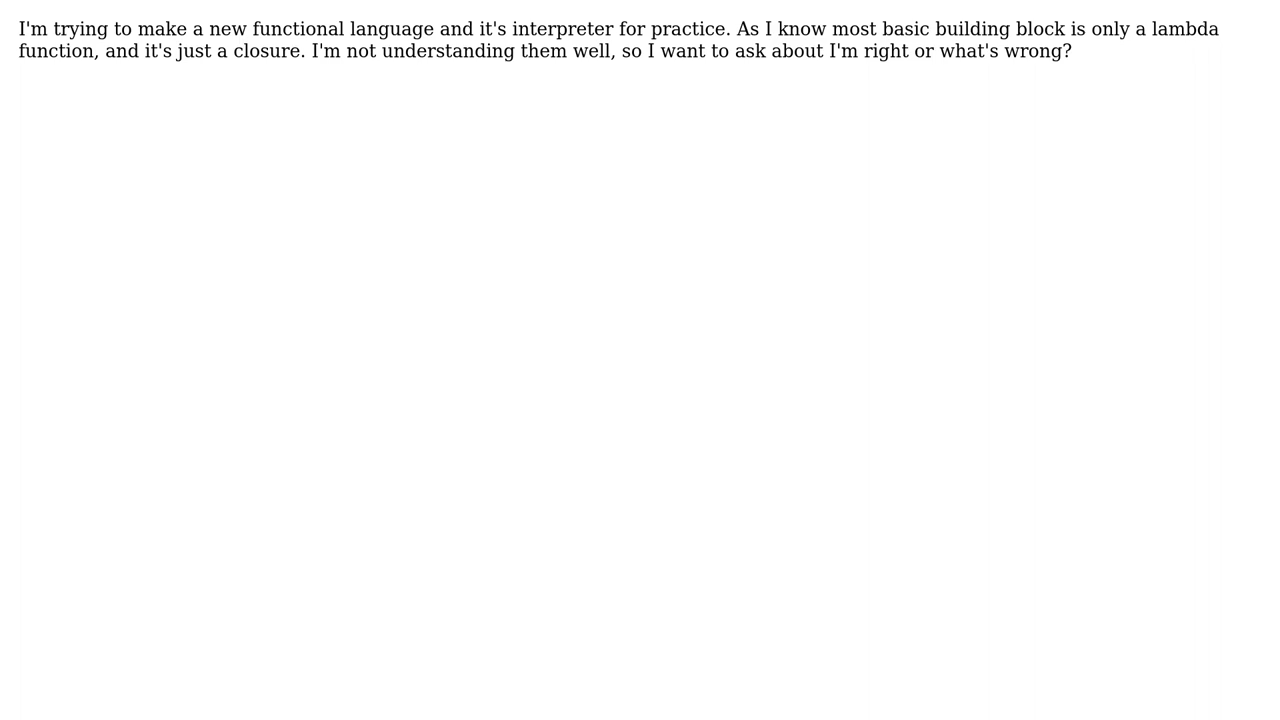 I'm trying to make a new functional language and it's interpreter for practice. As I know most basic building block is only a lambda
function, and it's just a closure. I'm not understanding them well, so I want to ask about I'm right or what's wrong?